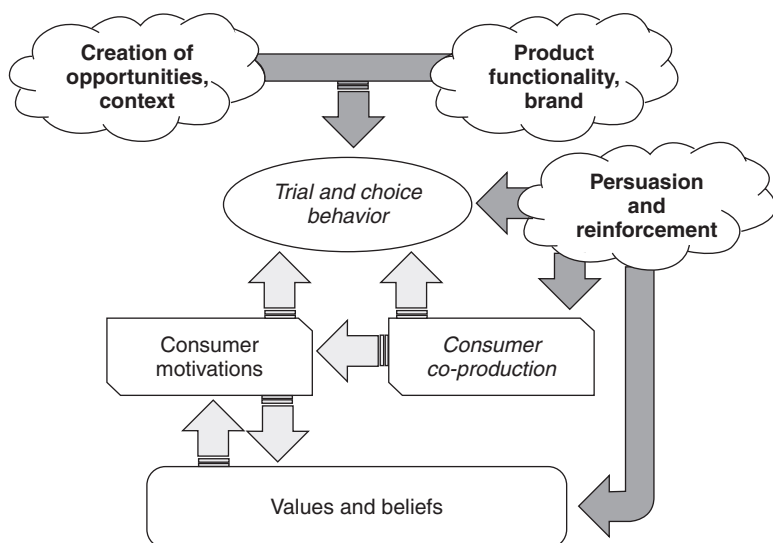 Creation of
opportunities,
context
Product
functionality,
brand
Trial and choice
behavior
Persuasion
and
reinforcement
Consumer
motivations
Consumer
co-production
Values and beliefs